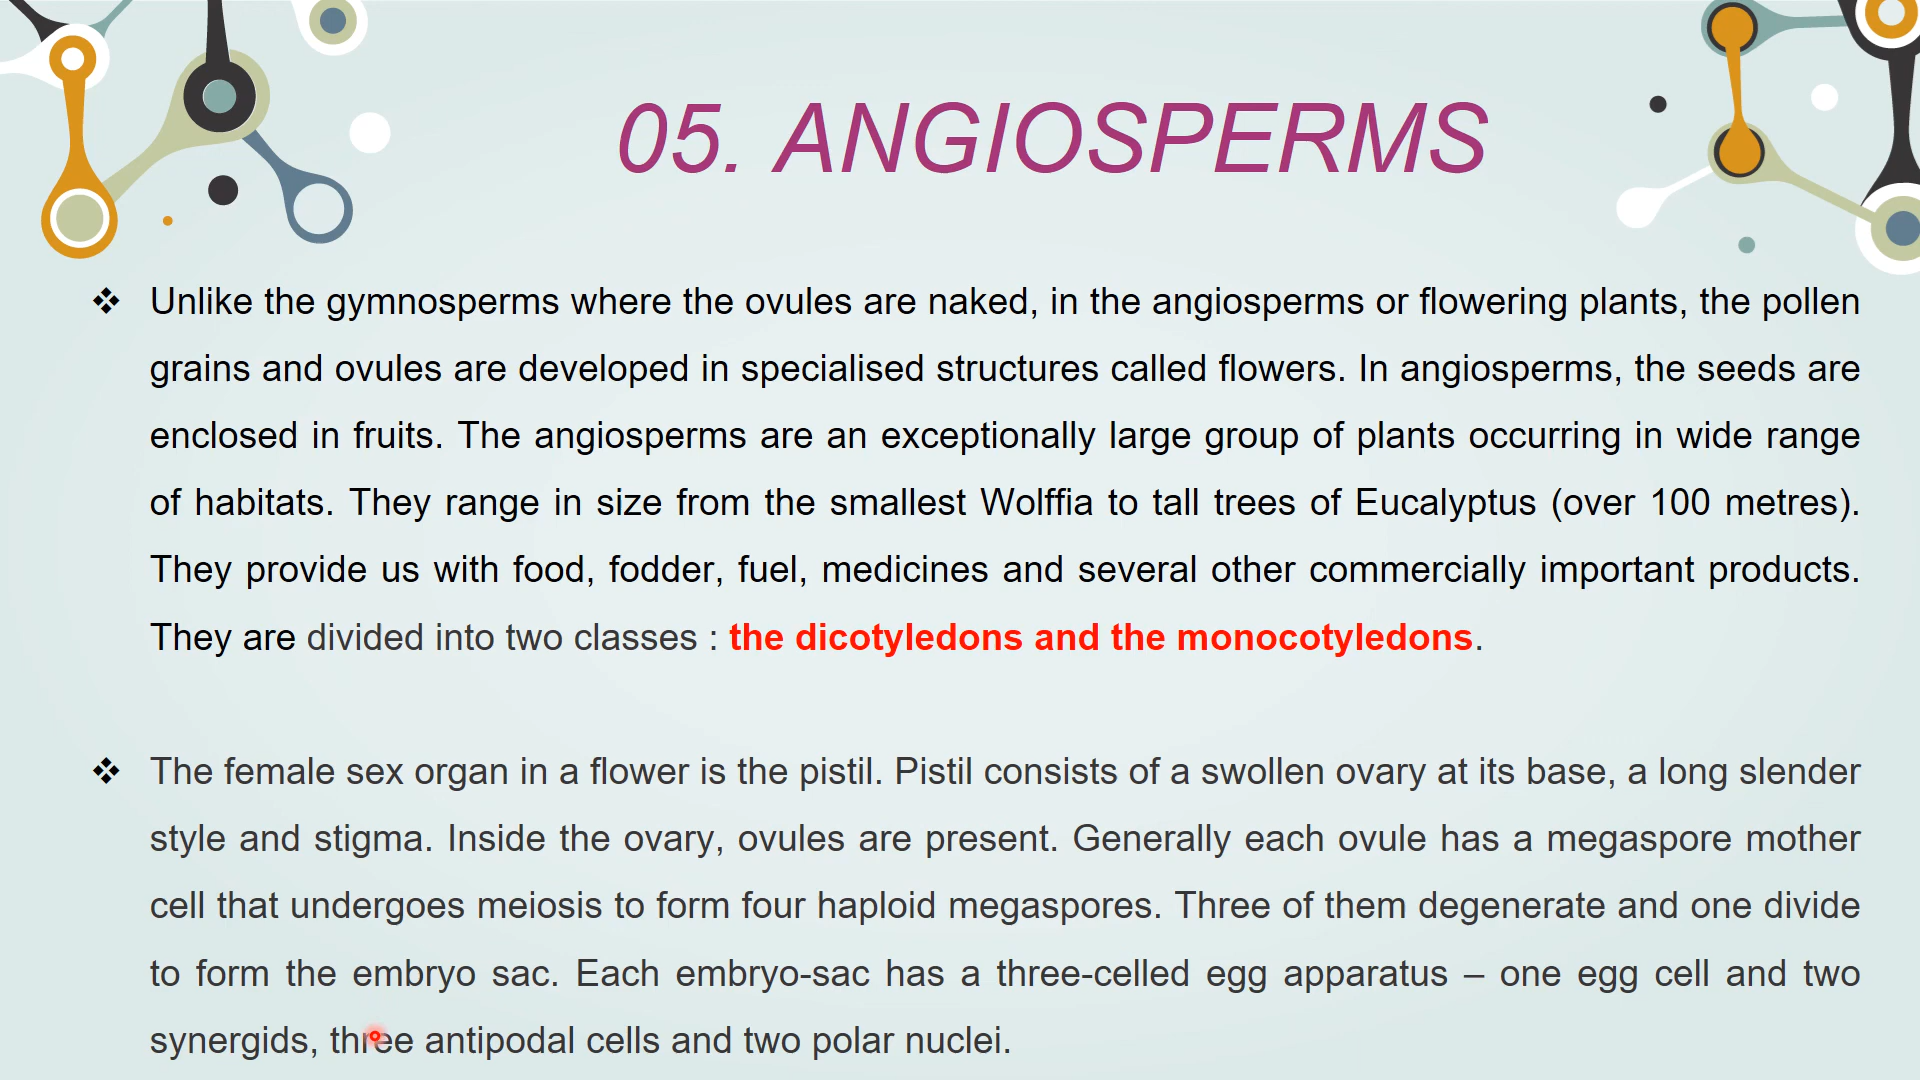 05. ANGIOSPERMS
❖ Unlike the gymnosperms where the ovules are naked, in the angiosperms or flowering plants, the pollen
grains and ovules are developed in specialised structures called flowers. In angiosperms, the seeds are
enclosed in fruits. The angiosperms are an exceptionally large group of plants occurring in wide range
of habitats. They range in size from the smallest Wolffia to tall trees of Eucalyptus (over 100 metres).
They provide us with food, fodder, fuel, medicines and several other commercially important products.
They are divided into two classes : the dicotyledons and the monocotyledons.
❖ The female sex organ in a flower is the pistil. Pistil consists of a swollen ovary at its base, a long slender
style and stigma. Inside the ovary, ovules are present. Generally each ovule has a megaspore mother
cell that undergoes meiosis to form four haploid megaspores. Three of them degenerate and one divide
to form the embryo sac. Each embryo-sac has a three-celled egg apparatus – one egg cell and two
synergids, three antipodal cells and two polar nuclei.